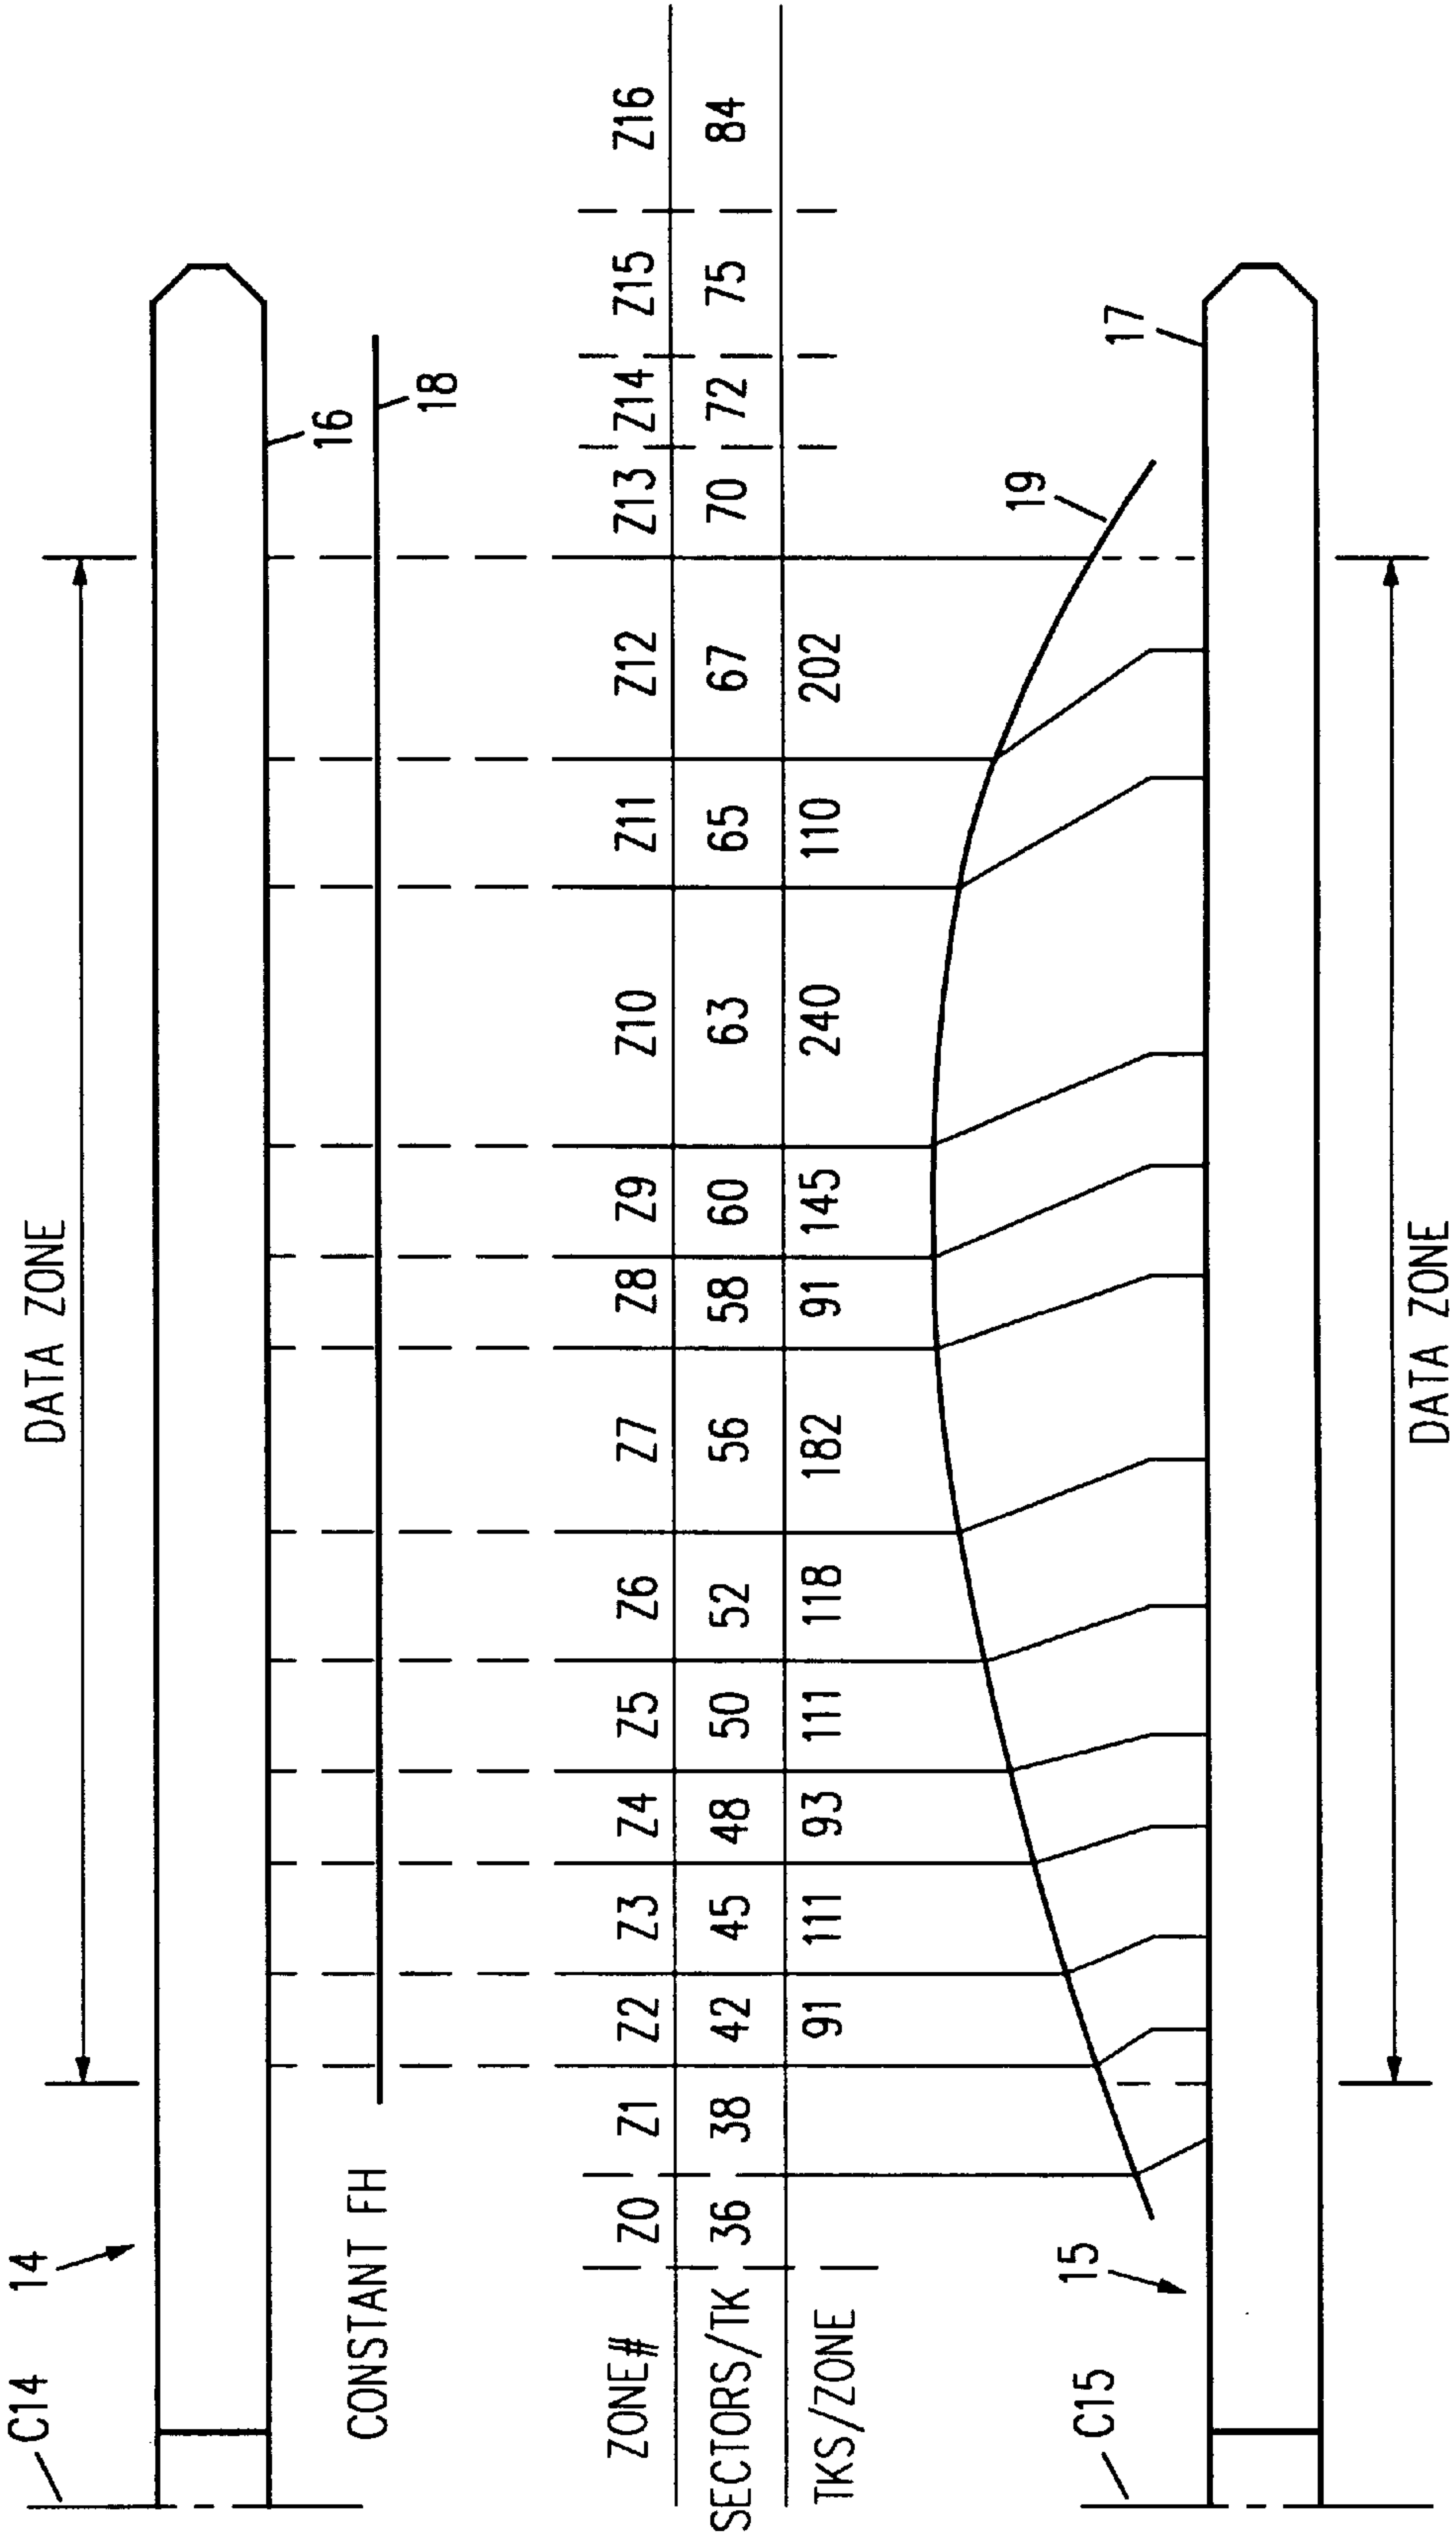 C14 14
DATA ZONE
16
CONSTANT FH
18
ZONE# Z0 Z1 Z2 Z3 Z4 Z5 Z6 Z7 Z8 Z9 Z10 Z11 Z12 Z13 Z14 Z15 Z16
SECTORS/TK 36 38 42 45 48 50 52 56 58 60 63 65 67 70 72 75 84
TKS/ZONE 91 111 93 111 118 182 91 145 240 110 202
19
C15 15
17
DATA ZONE